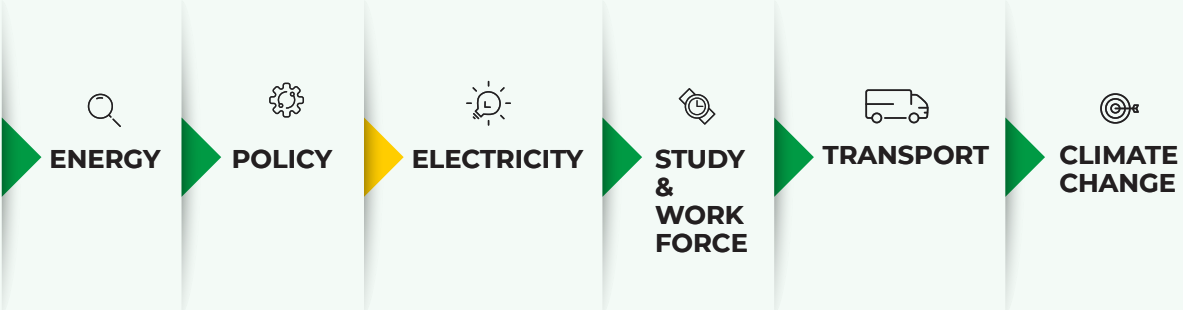 ENERGY
POLICY
ELECTRICITY
STUDY
&
WORK
FORCE
TRANSPORT
CLIMATE
CHANGE